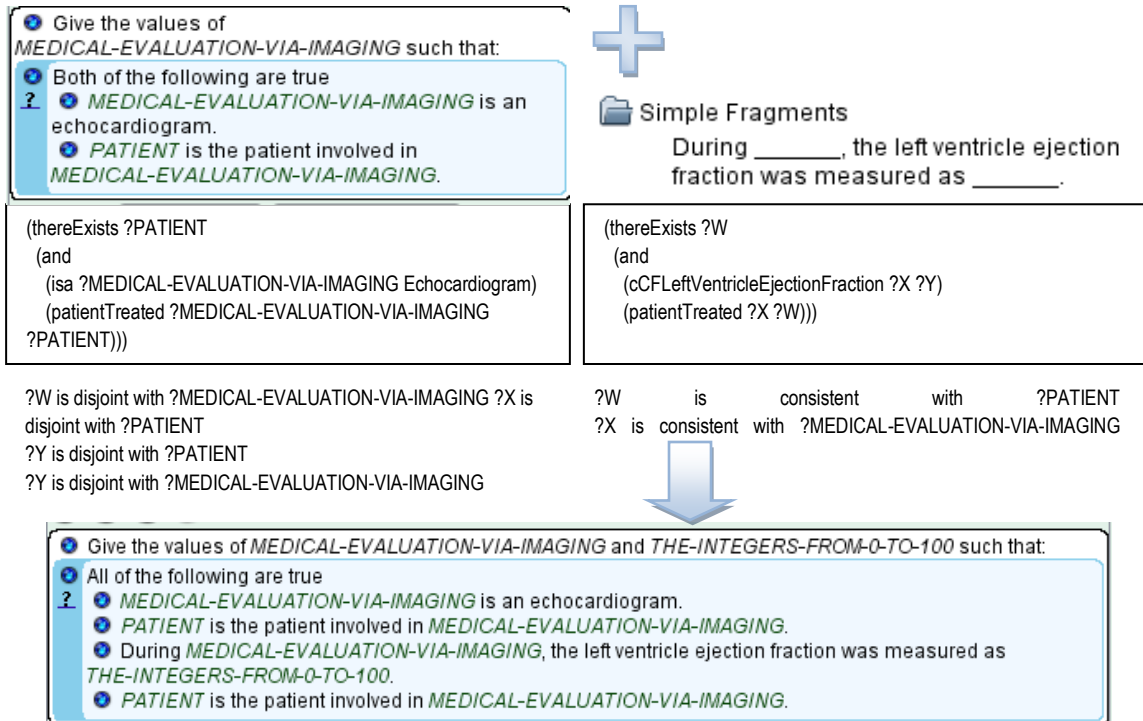 Give the values of
MEDICAL-EVALUATION-VIA-IMAGING such that:
Both of the following are true
? MEDICAL-EVALUATION-VIA-IMAGING is an
echocardiogram.
PATIENT is the patient involved in
MEDICAL-EVALUATION-VIA-IMAGING.
Simple Fragments
During ______, the left ventricle ejection
fraction was measured as ______.
(thereExists ?PATIENT
(and
(isa ?MEDICAL-EVALUATION-VIA-IMAGING Echocardiogram)
(patientTreated ?MEDICAL-EVALUATION-VIA-IMAGING
?PATIENT)))
(thereExists ?W
(and
(cCFLeftVentricleEjectionFraction ?X ?Y)
(patientTreated ?X ?W)))
?W is disjoint with ?MEDICAL-EVALUATION-VIA-IMAGING ?X is
disjoint with ?PATIENT
?Y is disjoint with ?PATIENT
?Y is disjoint with ?MEDICAL-EVALUATION-VIA-IMAGING
?W is consistent with ?PATIENT
?X is consistent with ?MEDICAL-EVALUATION-VIA-IMAGING
Give the values of MEDICAL-EVALUATION-VIA-IMAGING and THE-INTEGERS-FROM-0-TO-100 such that:
All of the following are true
? MEDICAL-EVALUATION-VIA-IMAGING is an echocardiogram.
PATIENT is the patient involved in MEDICAL-EVALUATION-VIA-IMAGING.
During MEDICAL-EVALUATION-VIA-IMAGING, the left ventricle ejection fraction was measured as
THE-INTEGERS-FROM-0-TO-100.
PATIENT is the patient involved in MEDICAL-EVALUATION-VIA-IMAGING.